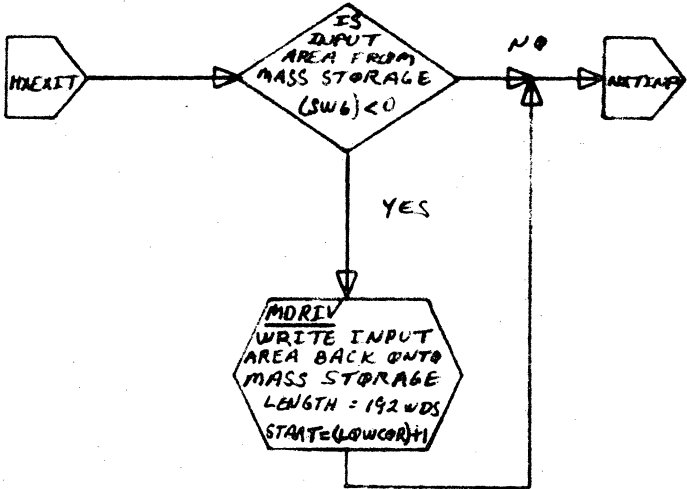 IS
INPUT
AREA FROM
MASS STORAGE
(SW6)<0
MXEXIT
NO
NXTINP
YES
MDRIV
WRITE INPUT
AREA BACK ONTO
MASS STORAGE
LENGTH = 192 WDS
START=(LOWCOR)+1